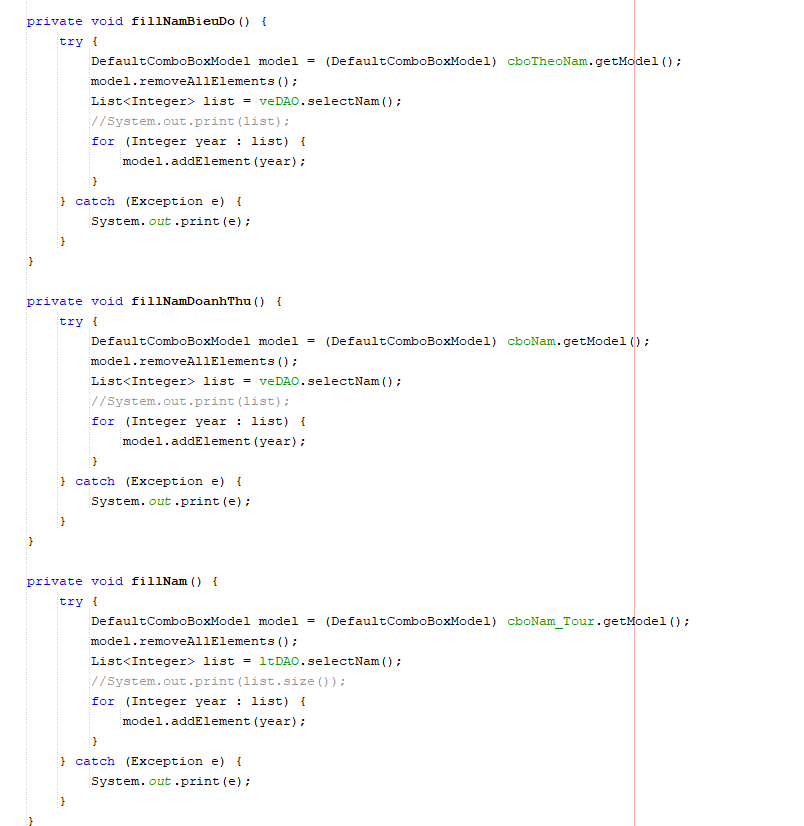 private void fillNamBieuDo() {
    try {
        DefaultComboBoxModel model = (DefaultComboBoxModel) cboTheoNam.getModel();
        model.removeAllElements();
        List<Integer> list = veDAO.selectNam();
        //System.out.print(list);
        for (Integer year : list) {
            model.addElement(year);
        }
    } catch (Exception e) {
        System.out.print(e);
    }
}

private void fillNamDoanhThu() {
    try {
        DefaultComboBoxModel model = (DefaultComboBoxModel) cboNam.getModel();
        model.removeAllElements();
        List<Integer> list = veDAO.selectNam();
        //System.out.print(list);
        for (Integer year : list) {
            model.addElement(year);
        }
    } catch (Exception e) {
        System.out.print(e);
    }
}

private void fillNam() {
    try {
        DefaultComboBoxModel model = (DefaultComboBoxModel) cboNam_Tour.getModel();
        model.removeAllElements();
        List<Integer> list = ltDAO.selectNam();
        //System.out.print(list.size());
        for (Integer year : list) {
            model.addElement(year);
        }
    } catch (Exception e) {
        System.out.print(e);
    }
}